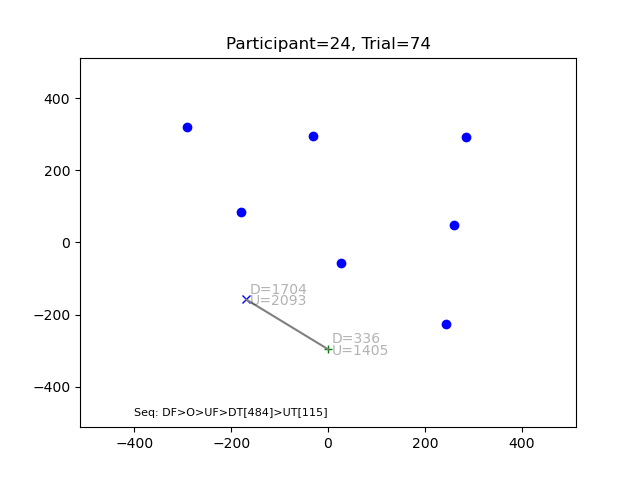 Participant=24, Trial=74
400
200
0
−200
−400
D=1704
U=2093
D=336
U=1405
Seq: DF>O>UF>DT[484]>UT[115]
−400
−200
0
200
400